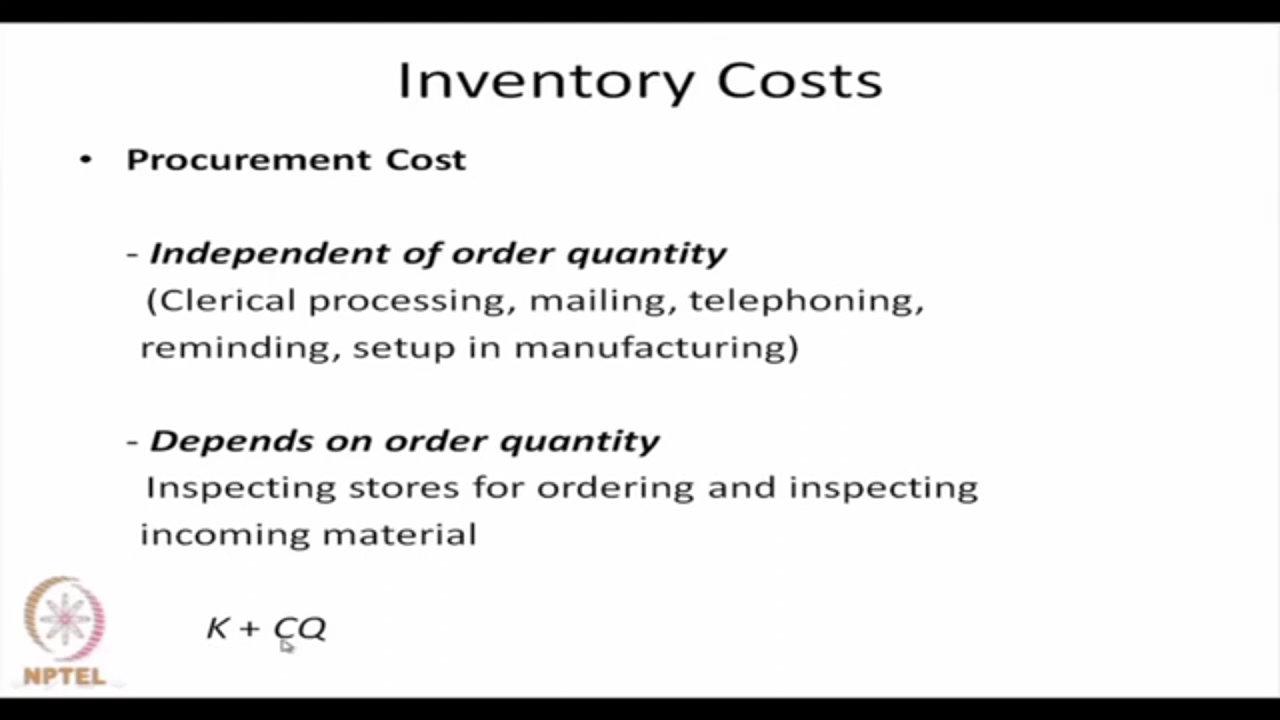 Inventory Costs
• Procurement Cost
- Independent of order quantity
(Clerical processing, mailing, telephoning,
reminding, setup in manufacturing)
- Depends on order quantity
Inspecting stores for ordering and inspecting
incoming material
K + CQ
NPTEL